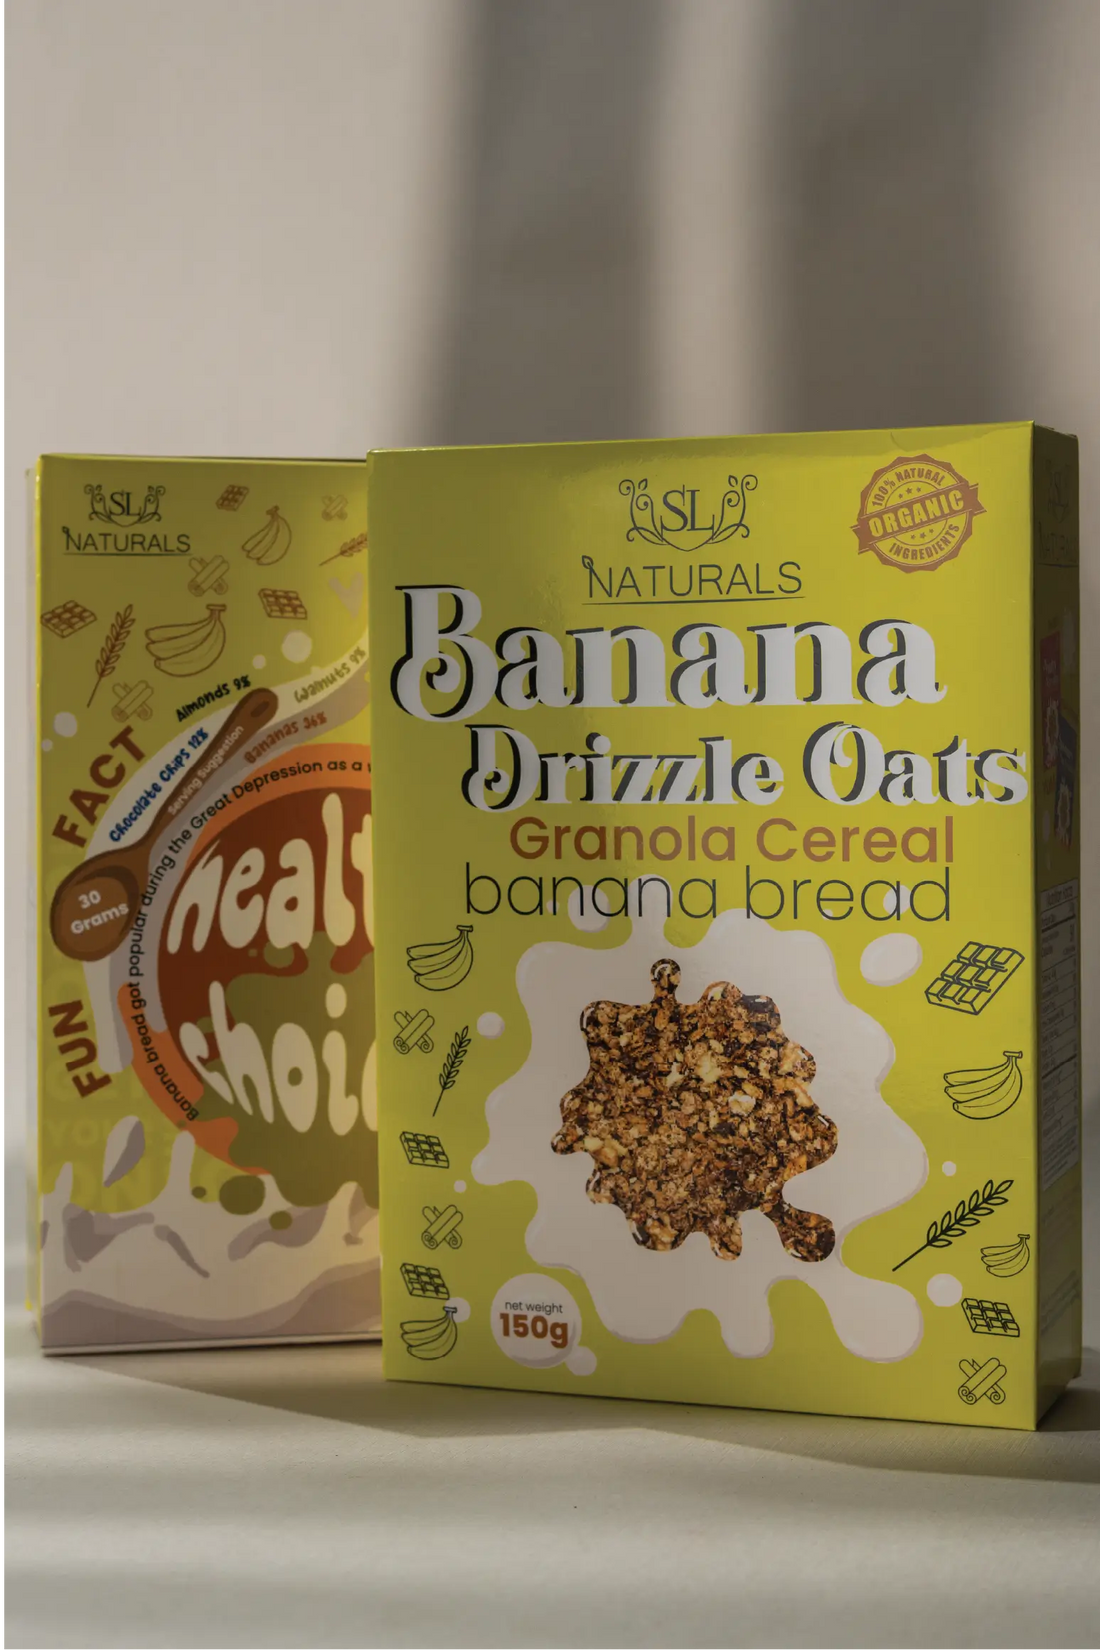 SL
NATURALS
Almonds 9%
Walnuts 9%
Chocolate Chips 12%
Bananas 36%
Serving Suggestion
30
Grams
FUN FACT
Banana bread got popular during the Great Depression as a
healt
choic
SL
NATURALS
100% NATURAL
ORGANIC
INGREDIENTS
Banana
Drizzle Oats
Granola Cereal
banana bread
net weight
150g